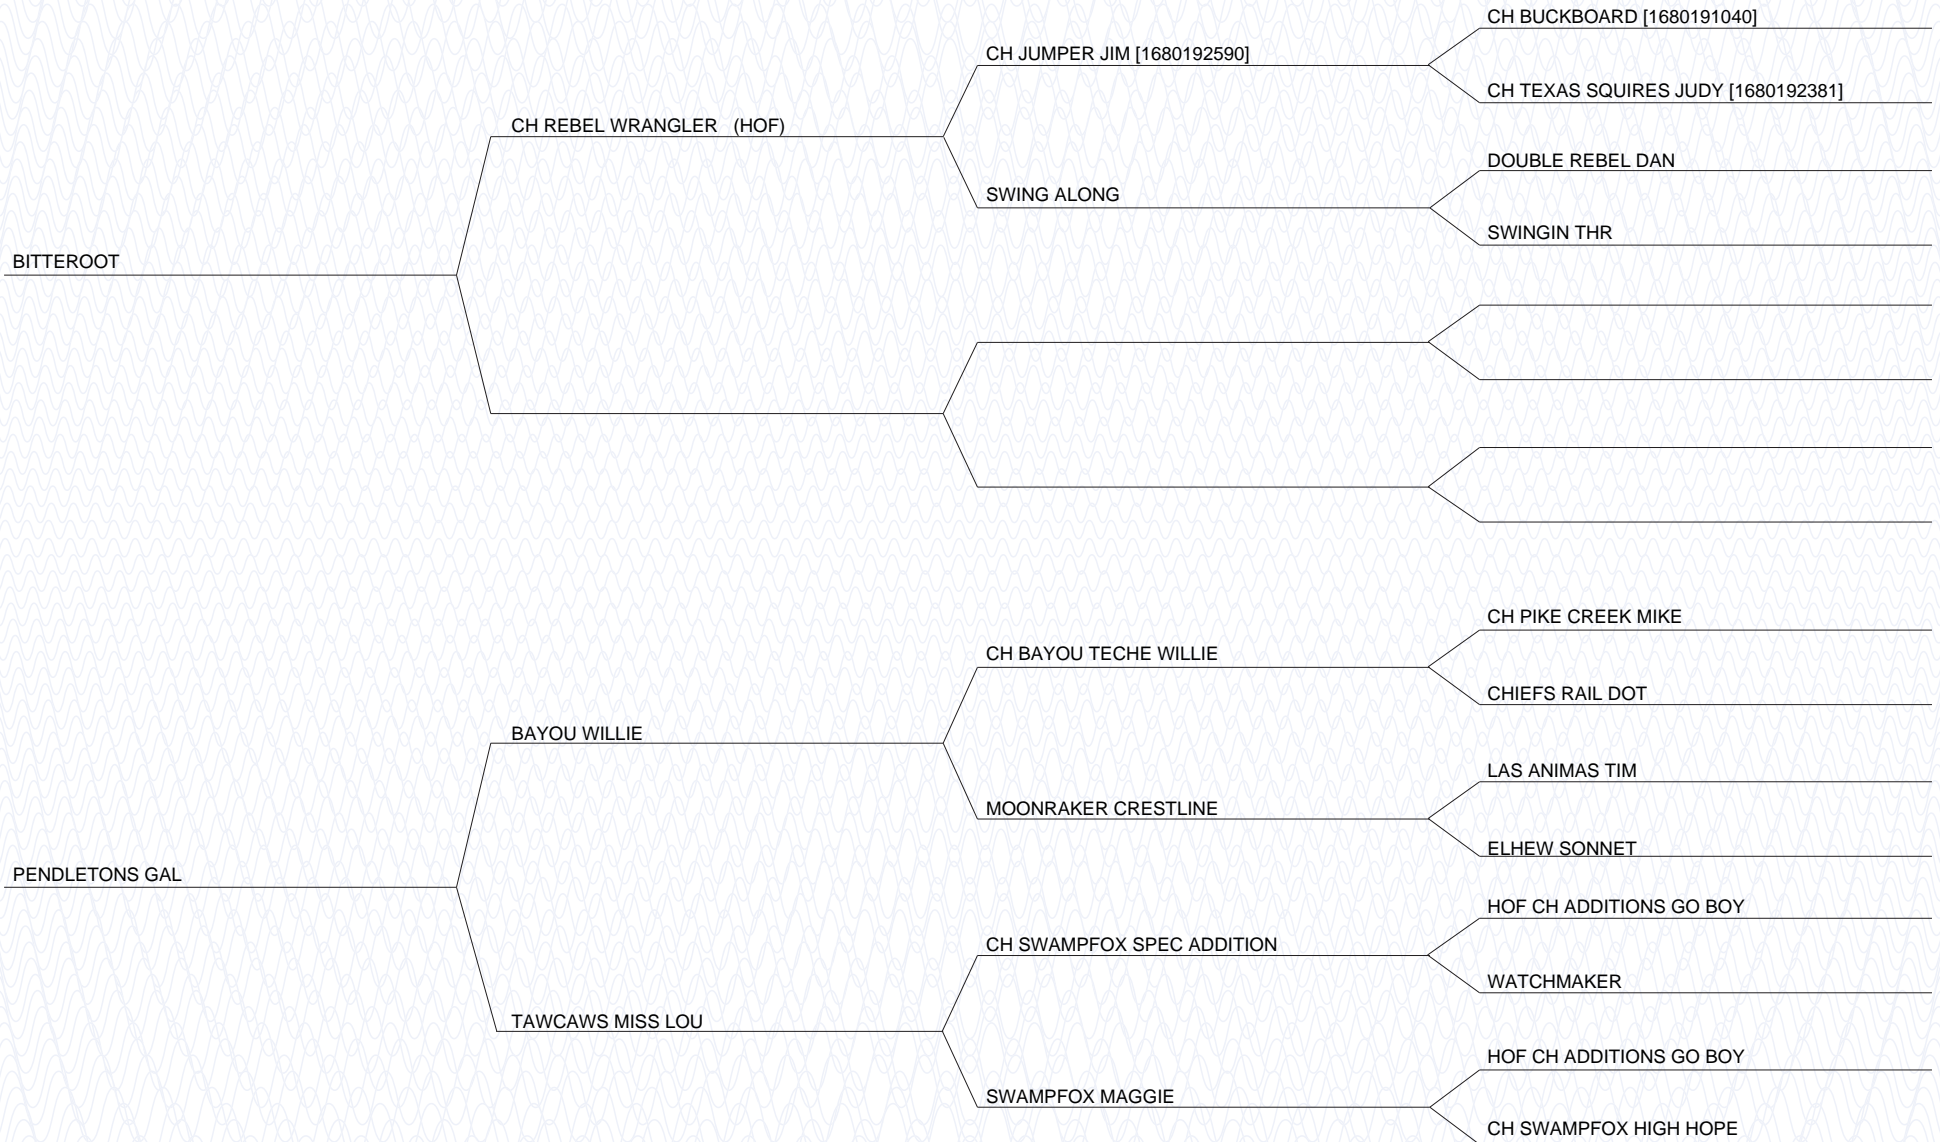 CH BUCKBOARD [1680191040]
CH JUMPER JIM [1680192590]
CH TEXAS SQUIRES JUDY [1680192381]
CH REBEL WRANGLER (HOF)
DOUBLE REBEL DAN
SWING ALONG
SWINGIN THR
BITTEROOT
CH PIKE CREEK MIKE
CH BAYOU TECHE WILLIE
CHIEFS RAIL DOT
BAYOU WILLIE
LAS ANIMAS TIM
MOONRAKER CRESTLINE
ELHEW SONNET
PENDLETONS GAL
HOF CH ADDITIONS GO BOY
CH SWAMPFOX SPEC ADDITION
WATCHMAKER
TAWCAWS MISS LOU
HOF CH ADDITIONS GO BOY
SWAMPFOX MAGGIE
CH SWAMPFOX HIGH HOPE